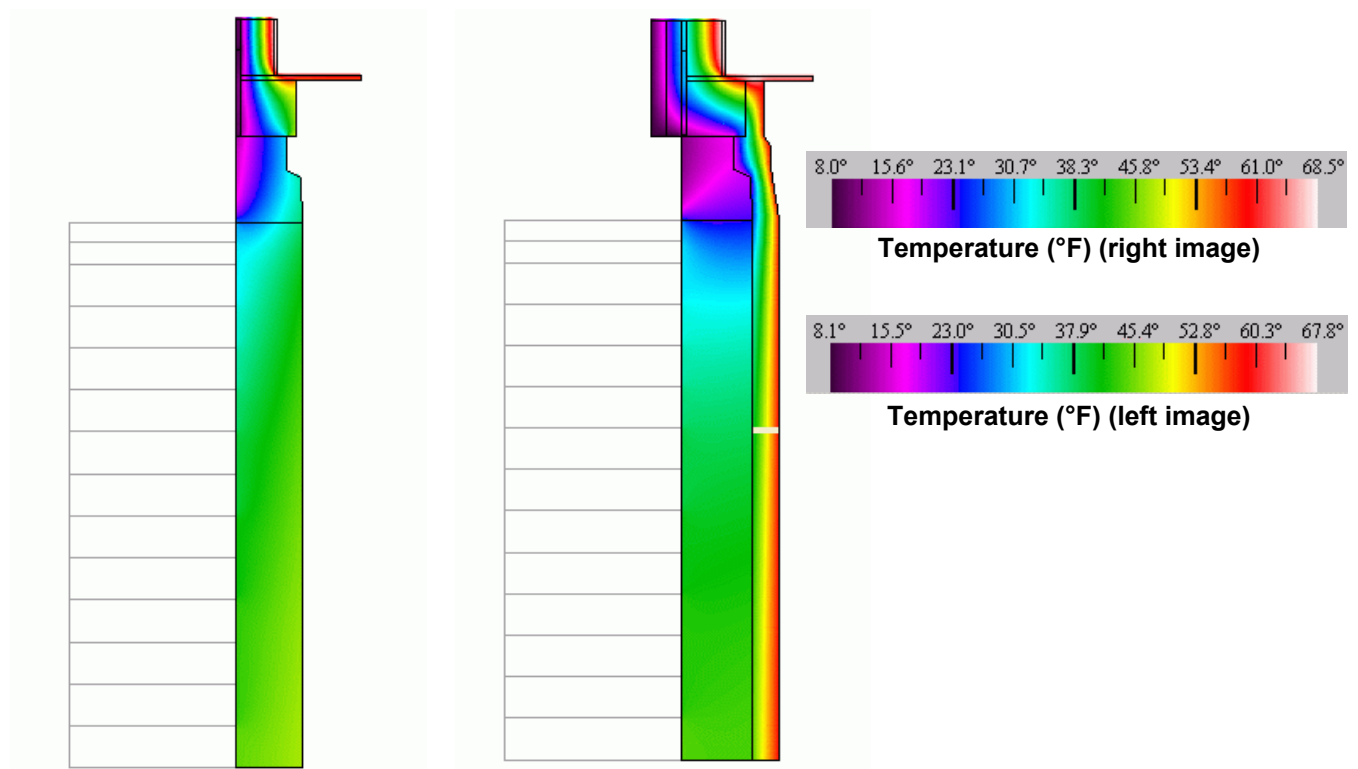 8.0° 15.6° 23.1° 30.7° 38.3° 45.8° 53.4° 61.0° 68.5°
Temperature (°F) (right image)
8.1° 15.5° 23.0° 30.5° 37.9° 45.4° 52.8° 60.3° 67.8°
Temperature (°F) (left image)